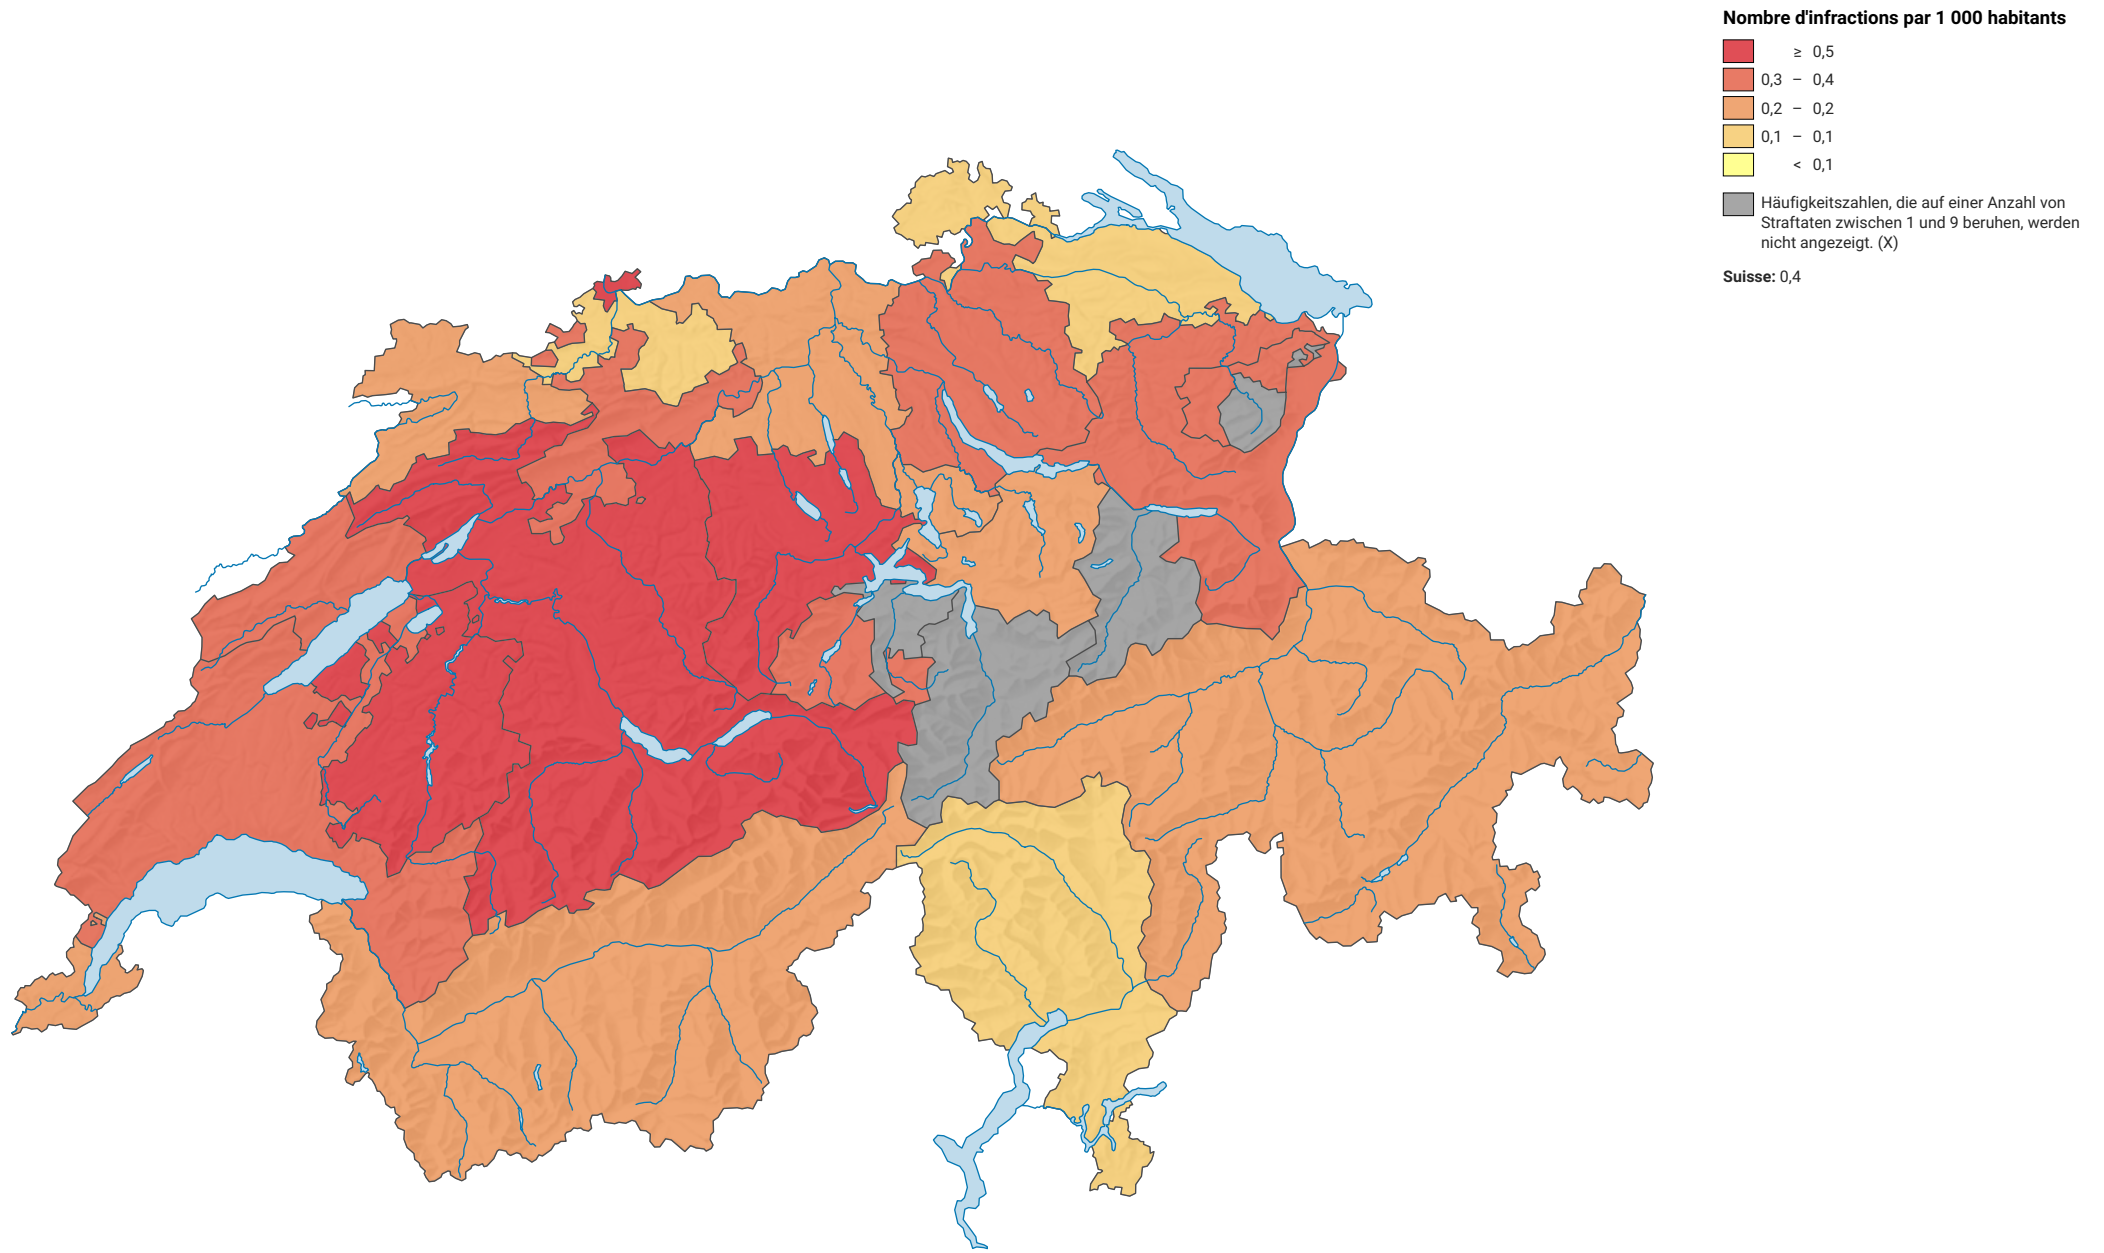 Nombre d'infractions par 1 000 habitants
≥ 0,5
0,3 – 0,4
0,2 – 0,2
0,1 – 0,1
< 0,1
Häufigkeitszahlen, die auf einer Anzahl von
Straftaten zwischen 1 und 9 beruhen, werden
nicht angezeigt. (X)
Suisse: 0,4